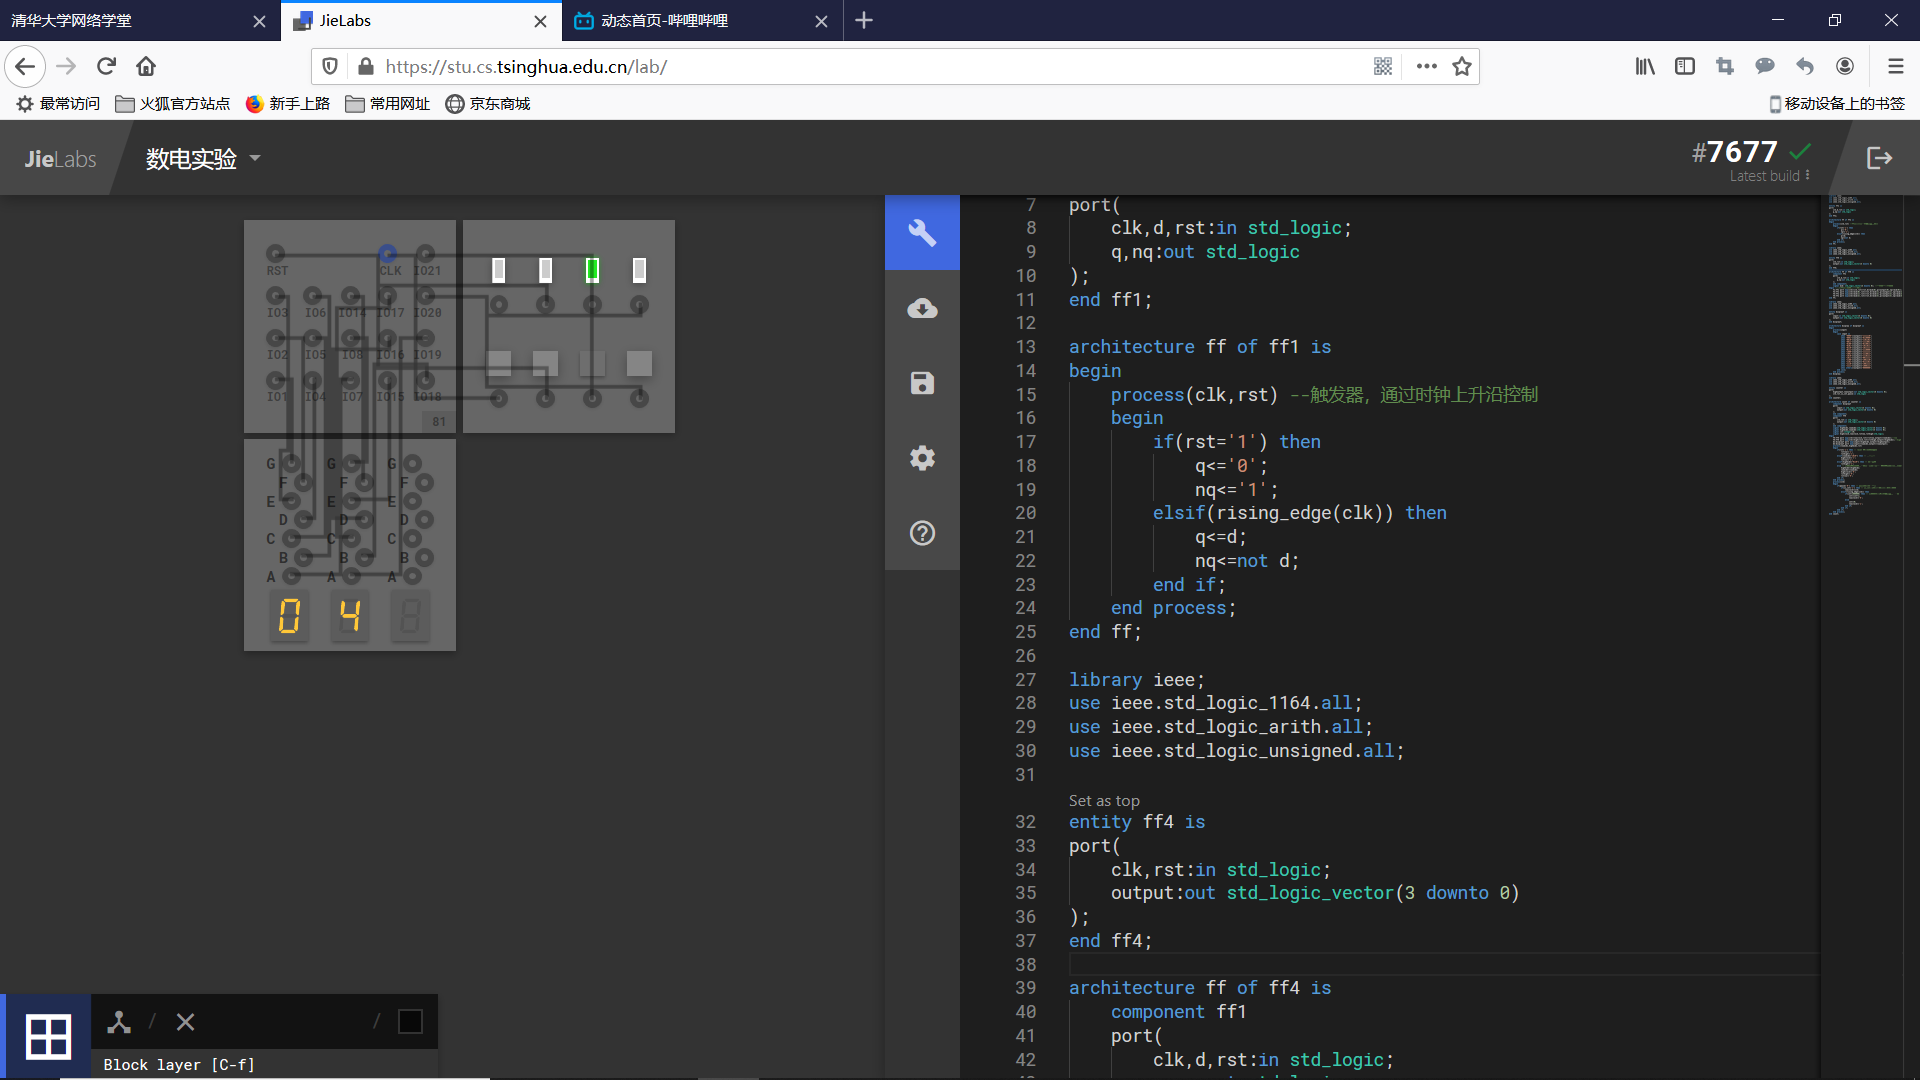 清华大学网络学堂
JieLabs
动态首页-哔哩哔哩
https://stu.cs.tsinghua.edu.cn/lab/
最常访问
火狐官方站点
新手上路
常用网址
京东商城
移动设备上的书签
JieLabs
数电实验
#7677
Latest build
RST CLK IO21
IO3 IO6 IO14 IO17 IO20
IO2 IO5 IO8 IO16 IO19
IO1 IO4 IO7 IO15 IO18
81
G G G
F F F
E E E
D D D
C C C
B B B
A A A
0 4
7 port(
8 clk,d,rst:in std_logic;
9 q,nq:out std_logic
10 );
11 end ff1;
12
13 architecture ff of ff1 is
14 begin
15 process(clk,rst) --触发器，通过时钟上升沿控制
16 begin
17 if(rst='1') then
18 q<='0';
19 nq<='1';
20 elsif(rising_edge(clk)) then
21 q<=d;
22 nq<=not d;
23 end if;
24 end process;
25 end ff;
26
27 library ieee;
28 use ieee.std_logic_1164.all;
29 use ieee.std_logic_arith.all;
30 use ieee.std_logic_unsigned.all;
31
Set as top
32 entity ff4 is
33 port(
34 clk,rst:in std_logic;
35 output:out std_logic_vector(3 downto 0)
36 );
37 end ff4;
38
39 architecture ff of ff4 is
40 component ff1
41 port(
42 clk,d,rst:in std_logic;
Block layer [C-f]